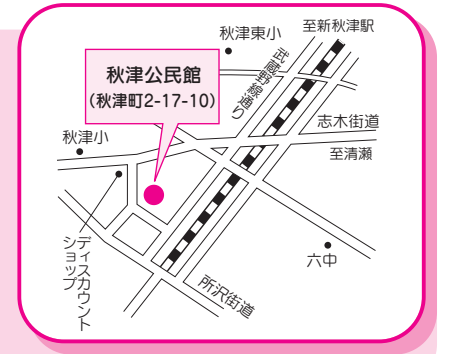 秋津東小
至新秋津駅
秋津公民館
(秋津町2-17-10)
武蔵野線通り
志木街道
秋津小
至清瀬
ディスカウント
ショップ
六中
所沢街道